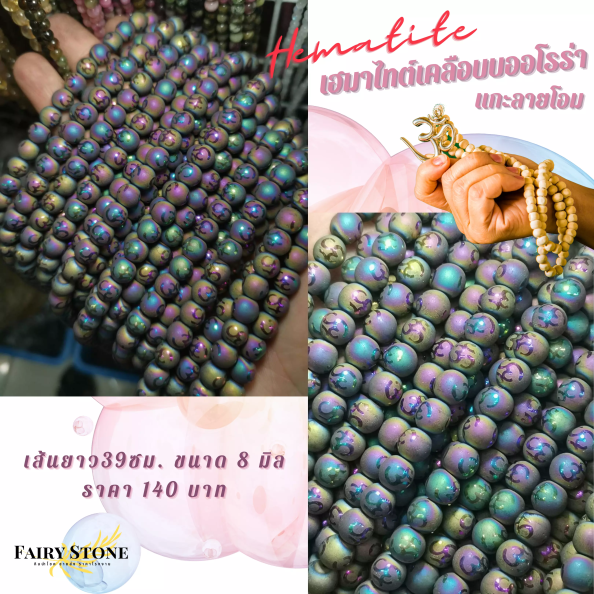 Hematite
เฮมาไทต์เคลือบบออโรร่า
แกะลายโอม
เส้นยาว39ซม. ขนาด 8 มิล
ราคา 140 บาท
FAIRY STONE